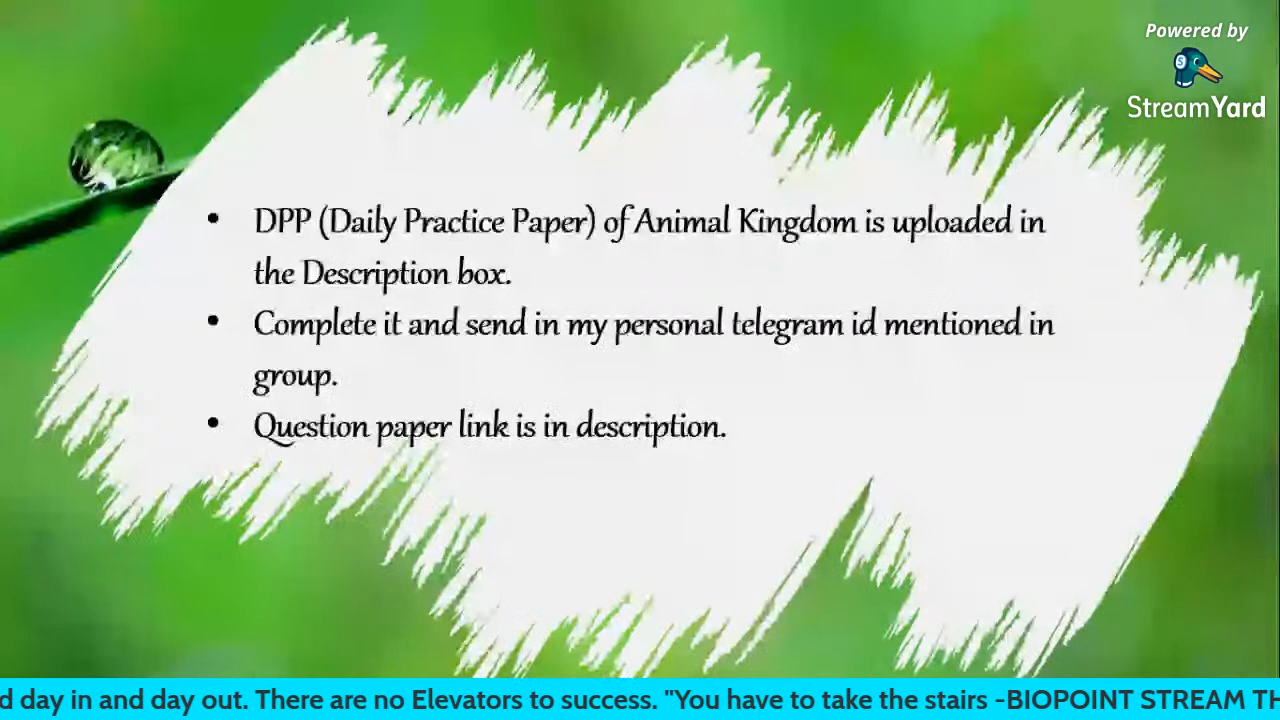 Powered by
StreamYard
• DPP (Daily Practice Paper) of Animal Kingdom is uploaded in
the Description box.
• Complete it and send in my personal telegram id mentioned in
group.
• Question paper link is in description.
d day in and day out. There are no Elevators to success. "You have to take the stairs -BIOPOINT STREAM TH